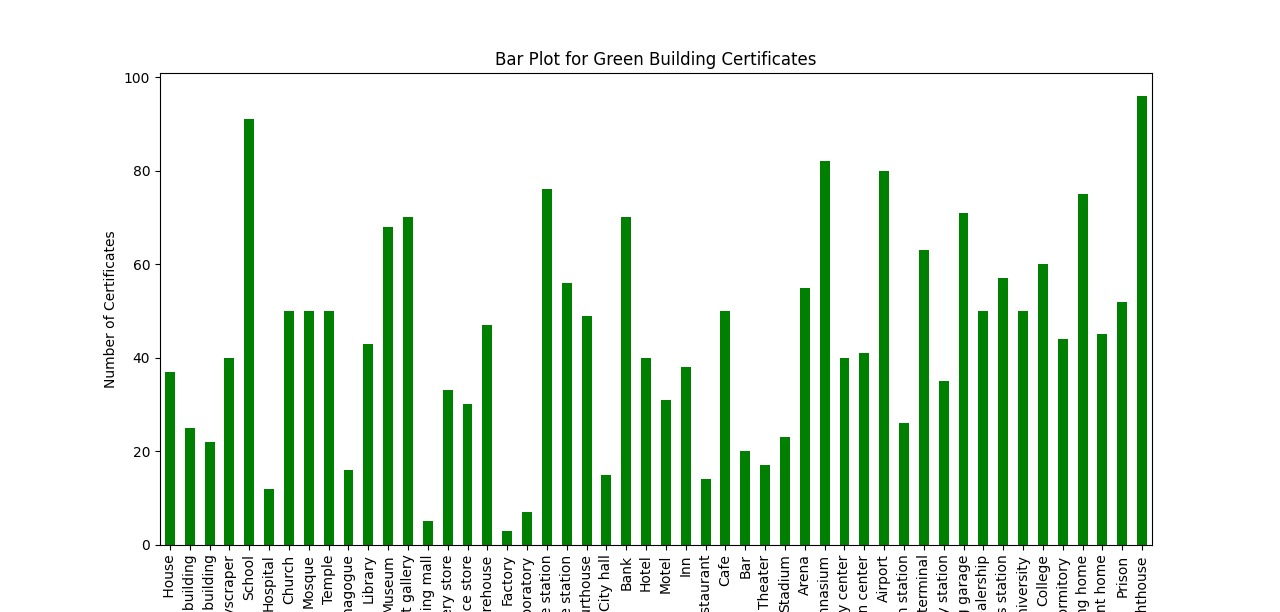 Bar Plot for Green Building Certificates
Number of Certificates
100
80
60
40
20
0
House
building
building
yscraper
School
Hospital
Church
Mosque
Temple
nagogue
Library
Museum
t gallery
ing mall
ery store
ce store
rehouse
Factory
oratory
e station
e station
urthouse
City hall
Bank
Hotel
Motel
Inn
staurant
Cafe
Bar
Theater
Stadium
Arena
nnasium
y center
n center
Airport
n station
terminal
y station
g garage
alership
s station
niversity
College
ormitory
ng home
nt home
Prison
hthouse